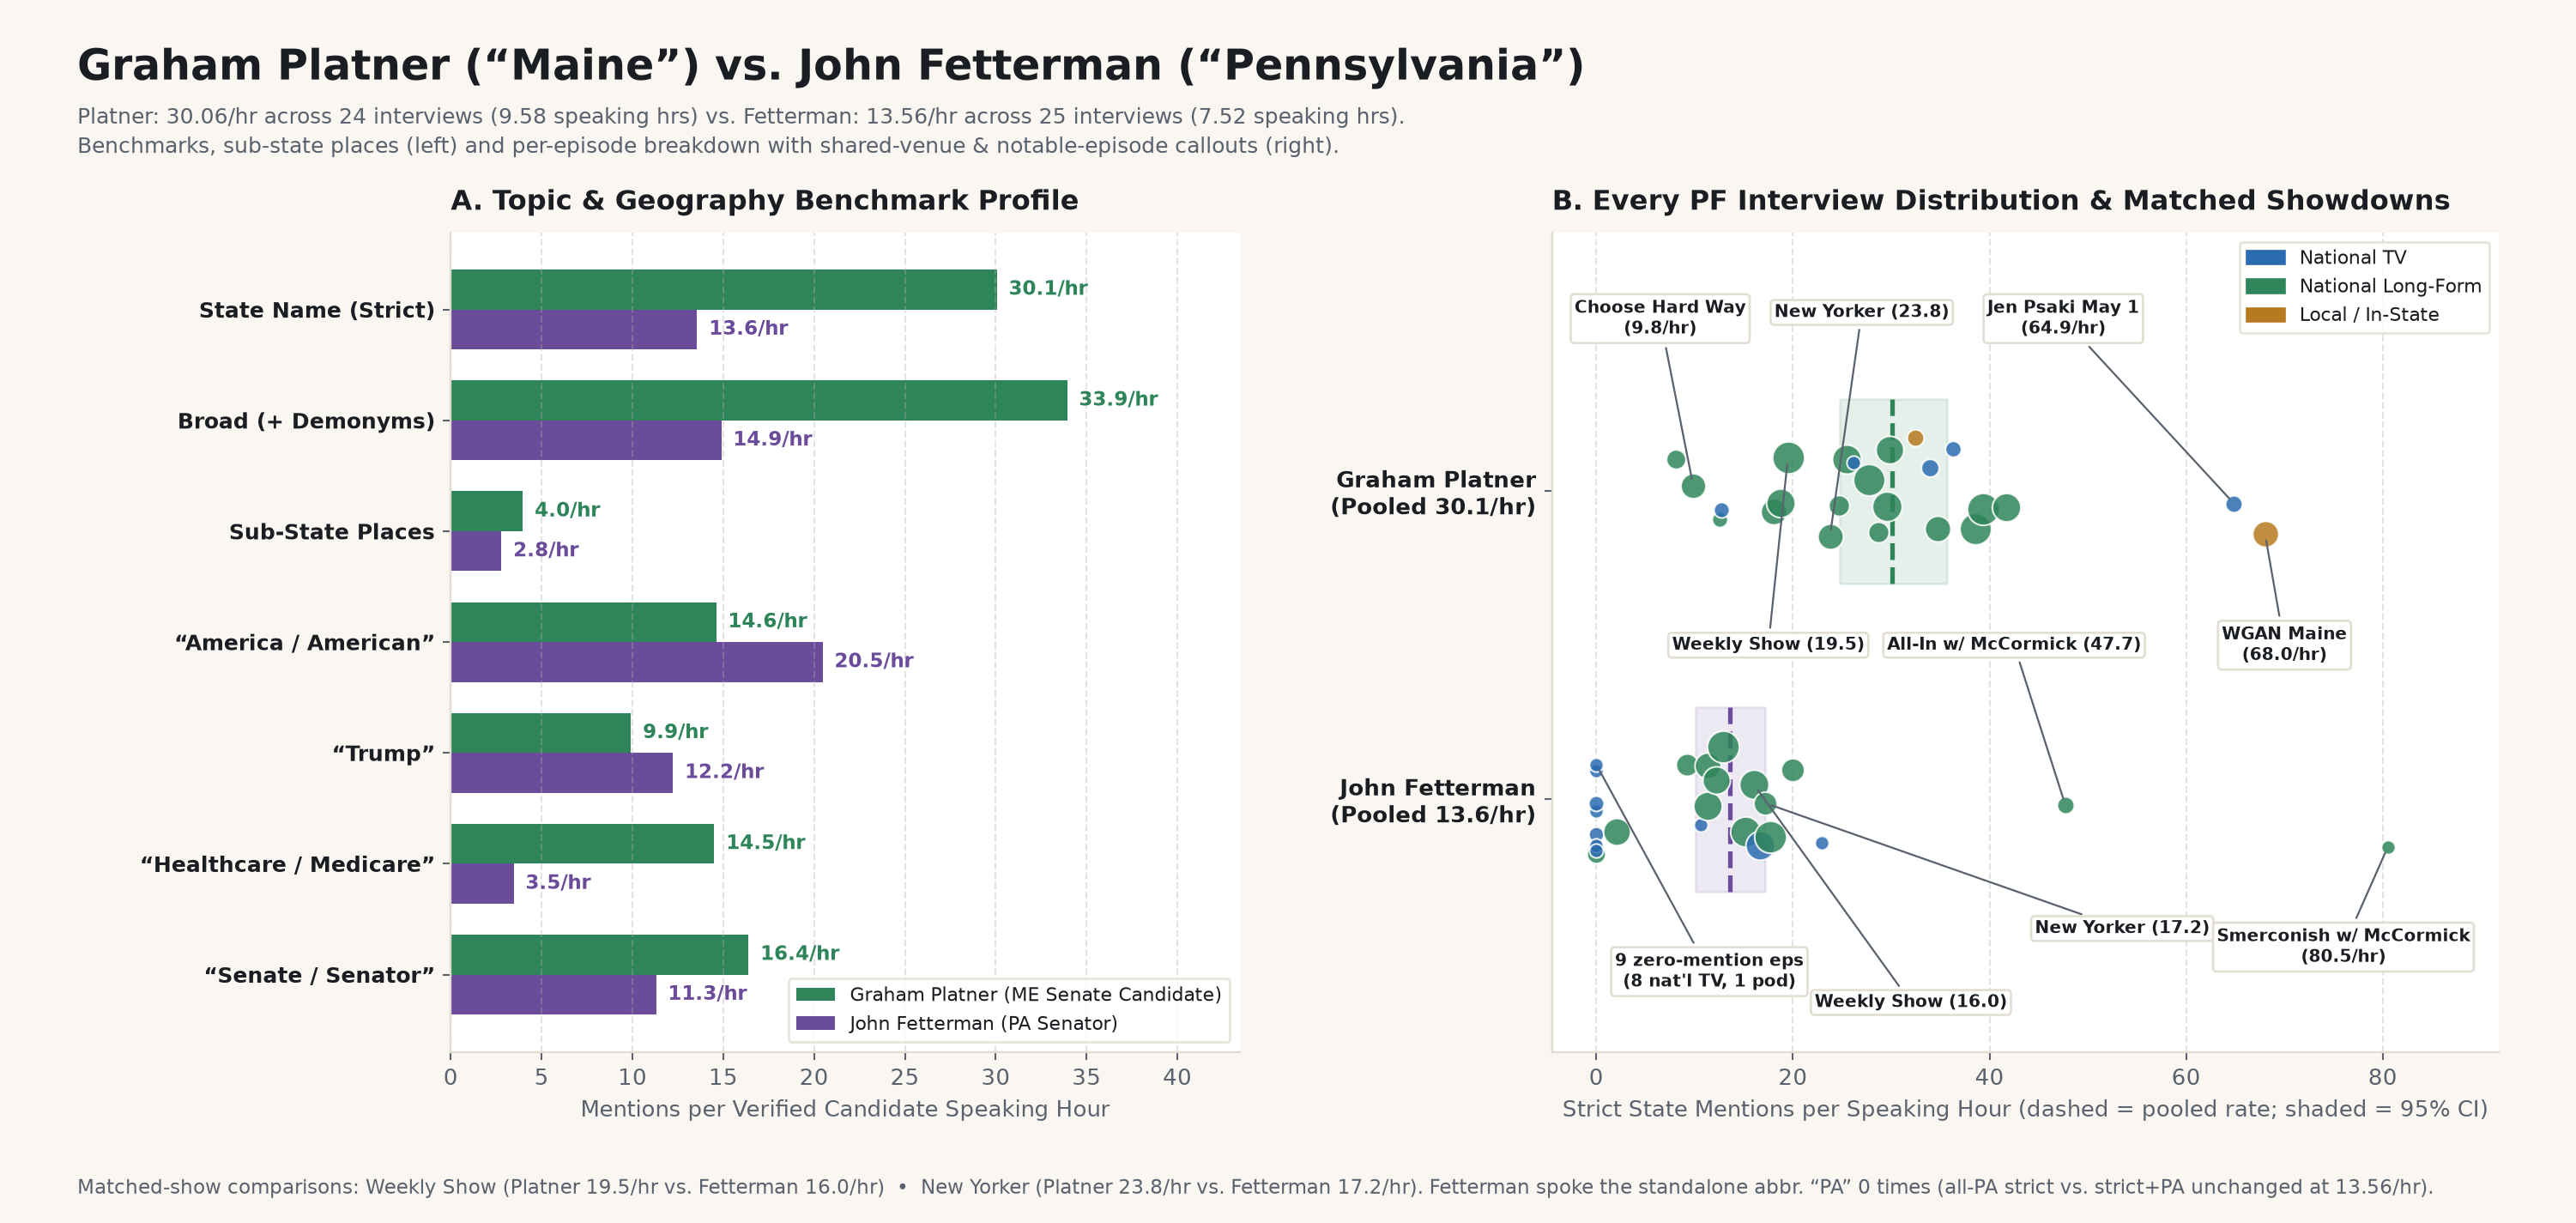 Graham Platner (“Maine”) vs. John Fetterman (“Pennsylvania”)
Platner: 30.06/hr across 24 interviews (9.58 speaking hrs) vs. Fetterman: 13.56/hr across 25 interviews (7.52 speaking hrs).
Benchmarks, sub-state places (left) and per-episode breakdown with shared-venue & notable-episode callouts (right).
A. Topic & Geography Benchmark Profile
State Name (Strict)
30.1/hr
13.6/hr
Broad (+ Demonyms)
33.9/hr
14.9/hr
Sub-State Places
4.0/hr
2.8/hr
“America / American”
14.6/hr
20.5/hr
“Trump”
9.9/hr
12.2/hr
“Healthcare / Medicare”
14.5/hr
3.5/hr
“Senate / Senator”
16.4/hr
11.3/hr
Graham Platner (ME Senate Candidate)
John Fetterman (PA Senator)
0 5 10 15 20 25 30 35 40
Mentions per Verified Candidate Speaking Hour
B. Every PF Interview Distribution & Matched Showdowns
National TV
National Long-Form
Local / In-State
Choose Hard Way
(9.8/hr)
New Yorker (23.8)
Jen Psaki May 1
(64.9/hr)
Graham Platner
(Pooled 30.1/hr)
Weekly Show (19.5)
All-In w/ McCormick (47.7)
WGAN Maine
(68.0/hr)
John Fetterman
(Pooled 13.6/hr)
New Yorker (17.2)
Smerconish w/ McCormick
(80.5/hr)
9 zero-mention eps
(8 nat'l TV, 1 pod)
Weekly Show (16.0)
0 20 40 60 80
Strict State Mentions per Speaking Hour (dashed = pooled rate; shaded = 95% CI)
Matched-show comparisons: Weekly Show (Platner 19.5/hr vs. Fetterman 16.0/hr) • New Yorker (Platner 23.8/hr vs. Fetterman 17.2/hr). Fetterman spoke the standalone abbr. “PA” 0 times (all-PA strict vs. strict+PA unchanged at 13.56/hr).